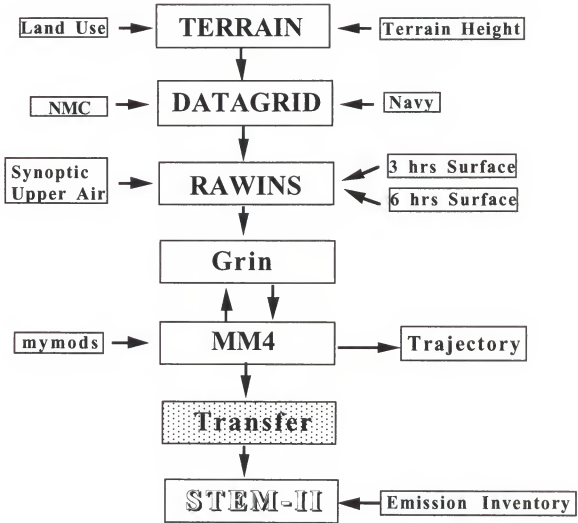 Land Use
TERRAIN
Terrain Height
NMC
DATAGRID
Navy
Synoptic
Upper Air
RAWINS
3 hrs Surface
6 hrs Surface
Grin
mymods
MM4
Trajectory
Transfer
STEM-II
Emission Inventory